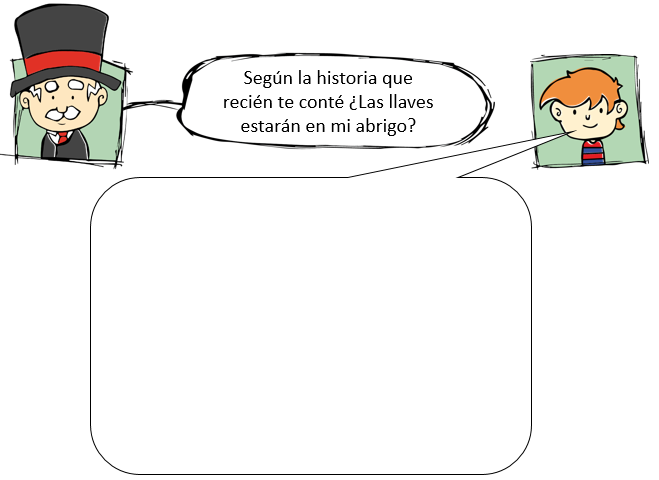 Según la historia que
recién te conté ¿Las llaves
estarán en mi abrigo?